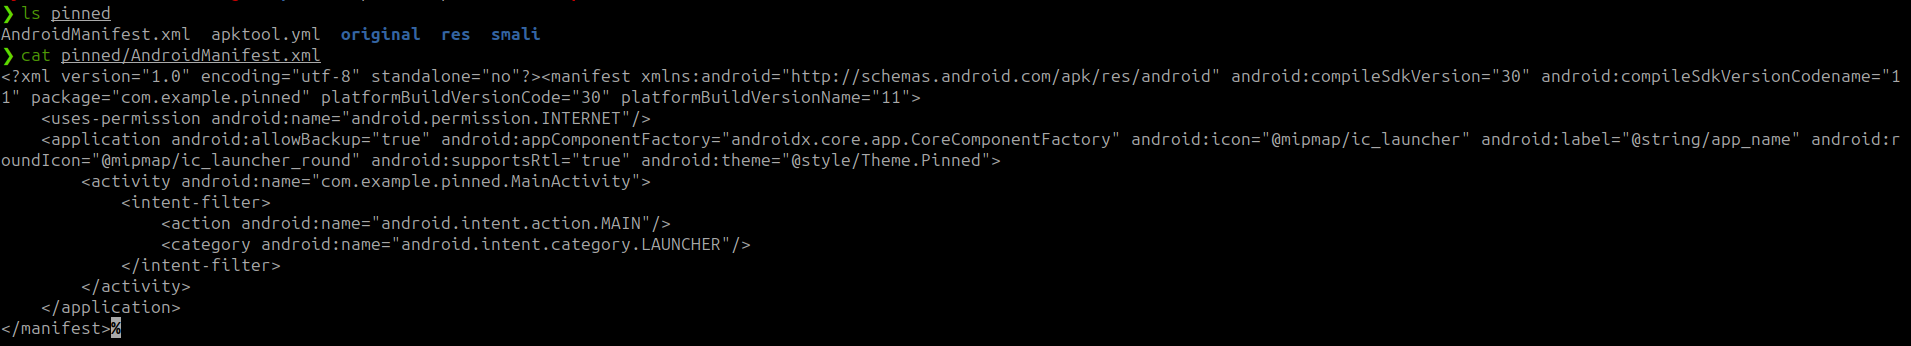 ❯ ls pinned
AndroidManifest.xml  apktool.yml  original  res  smali
❯ cat pinned/AndroidManifest.xml
<?xml version="1.0" encoding="utf-8" standalone="no"?><manifest xmlns:android="http://schemas.android.com/apk/res/android" android:compileSdkVersion="30" android:compileSdkVersionCodename="1
1" package="com.example.pinned" platformBuildVersionCode="30" platformBuildVersionName="11">
    <uses-permission android:name="android.permission.INTERNET"/>
    <application android:allowBackup="true" android:appComponentFactory="androidx.core.app.CoreComponentFactory" android:icon="@mipmap/ic_launcher" android:label="@string/app_name" android:r
oundIcon="@mipmap/ic_launcher_round" android:supportsRtl="true" android:theme="@style/Theme.Pinned">
        <activity android:name="com.example.pinned.MainActivity">
            <intent-filter>
                <action android:name="android.intent.action.MAIN"/>
                <category android:name="android.intent.category.LAUNCHER"/>
            </intent-filter>
        </activity>
    </application>
</manifest>%